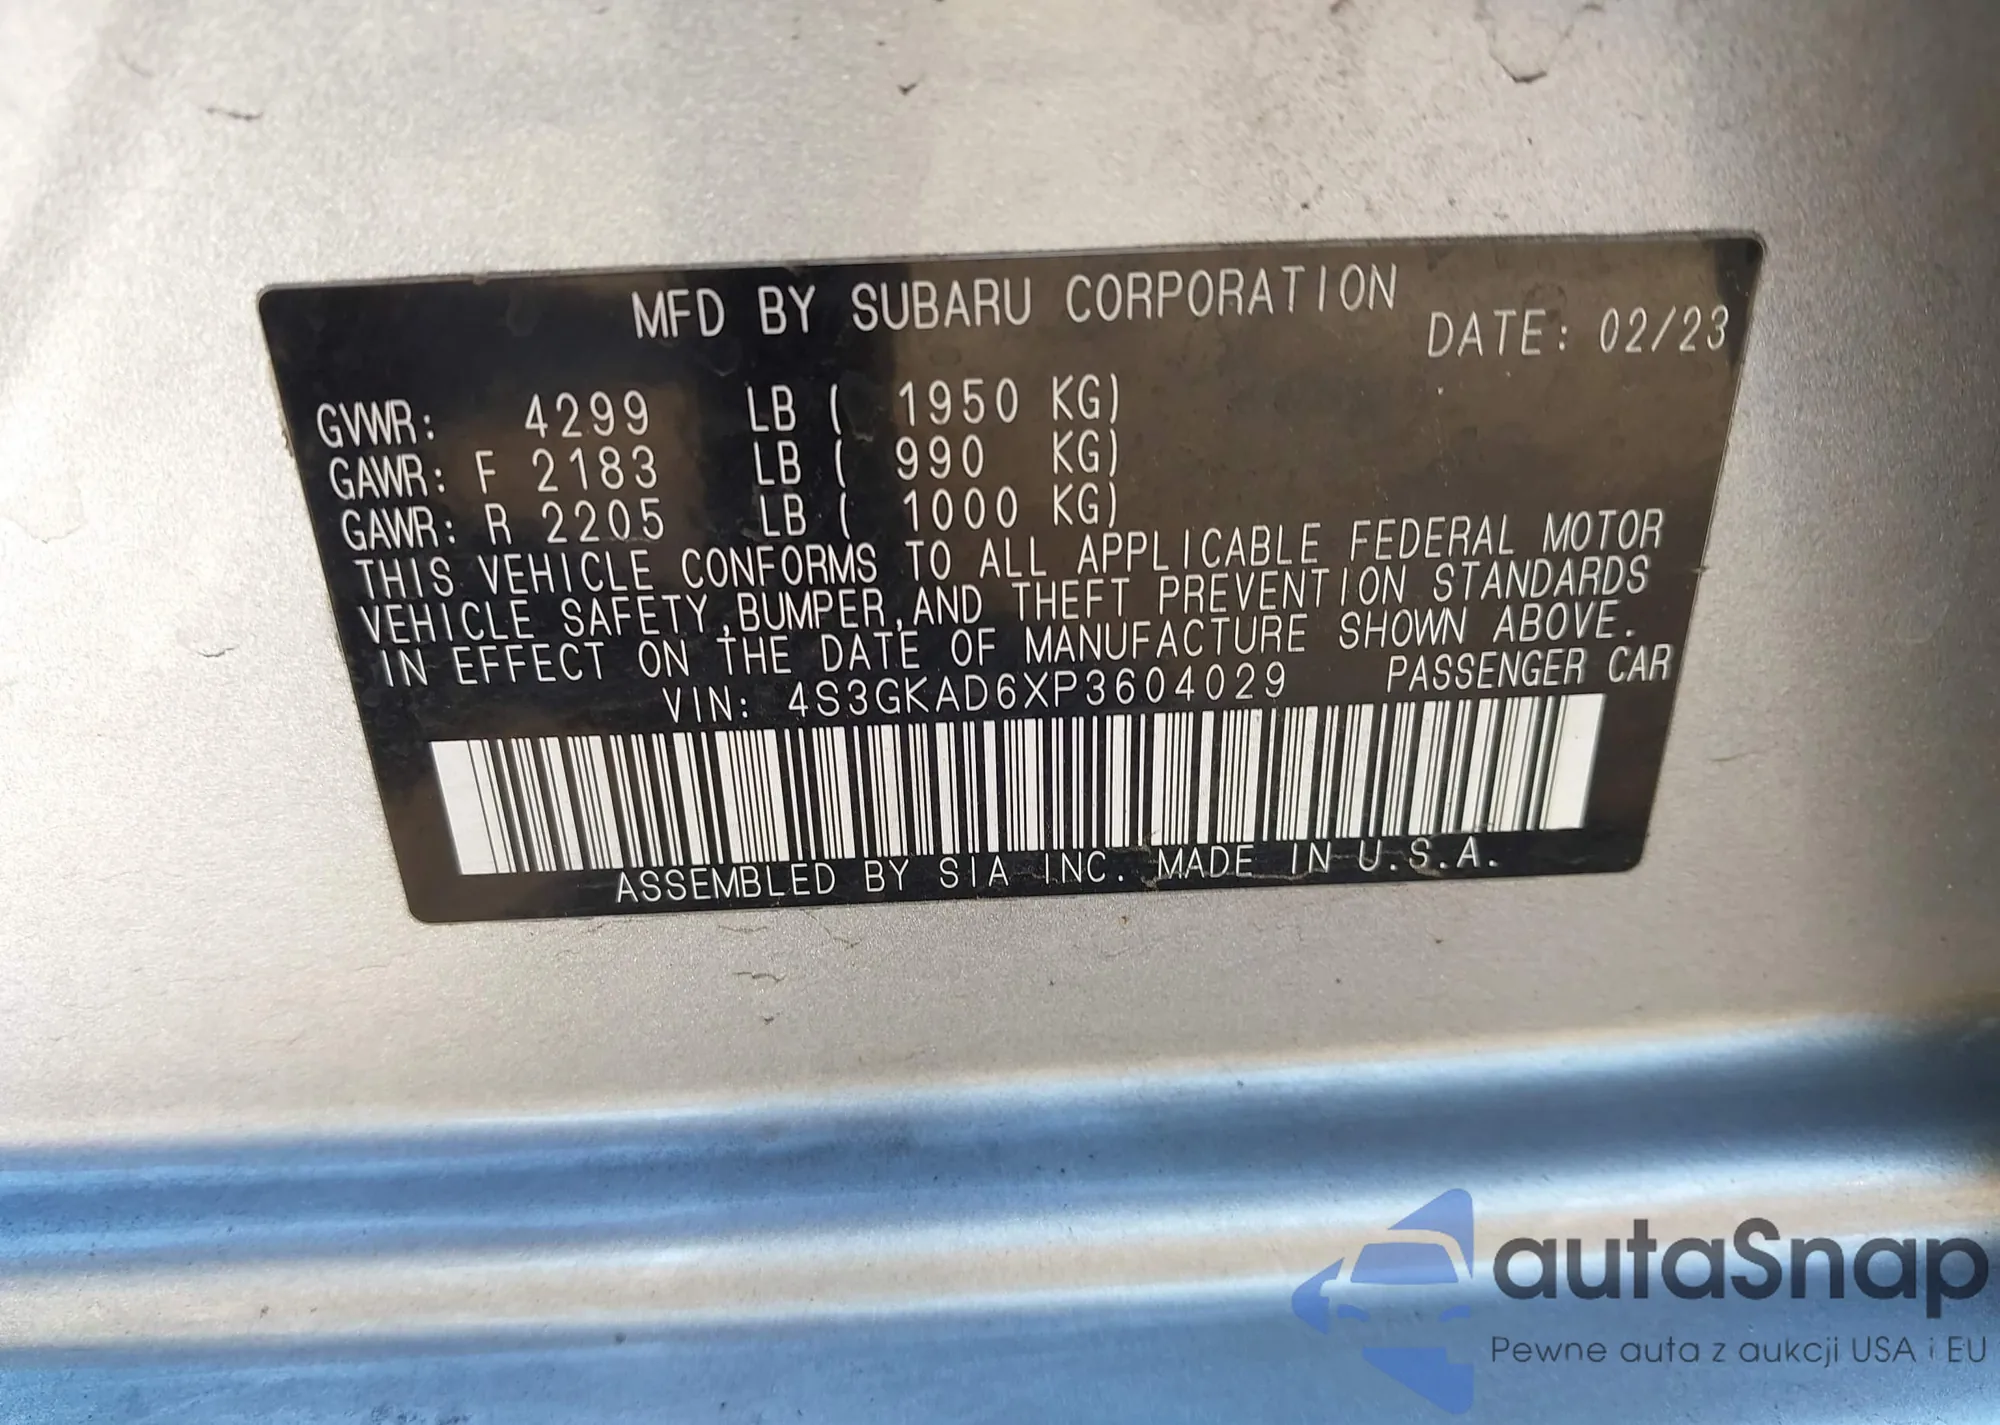 MFD BY SUBARU CORPORATION
DATE: 02/23
GVWR: 4299 LB ( 1950 KG)
GAWR: F 2183 LB ( 990 KG)
GAWR: R 2205 LB ( 1000 KG)
THIS VEHICLE CONFORMS TO ALL APPLICABLE FEDERAL MOTOR
VEHICLE SAFETY,BUMPER,AND THEFT PREVENTION STANDARDS
IN EFFECT ON THE DATE OF MANUFACTURE SHOWN ABOVE.
VIN: 4S3GKAD6XP3604029 PASSENGER CAR
ASSEMBLED BY SIA INC. MADE IN U.S.A.
autaSnap
Pewne auta z aukcji USA i EU